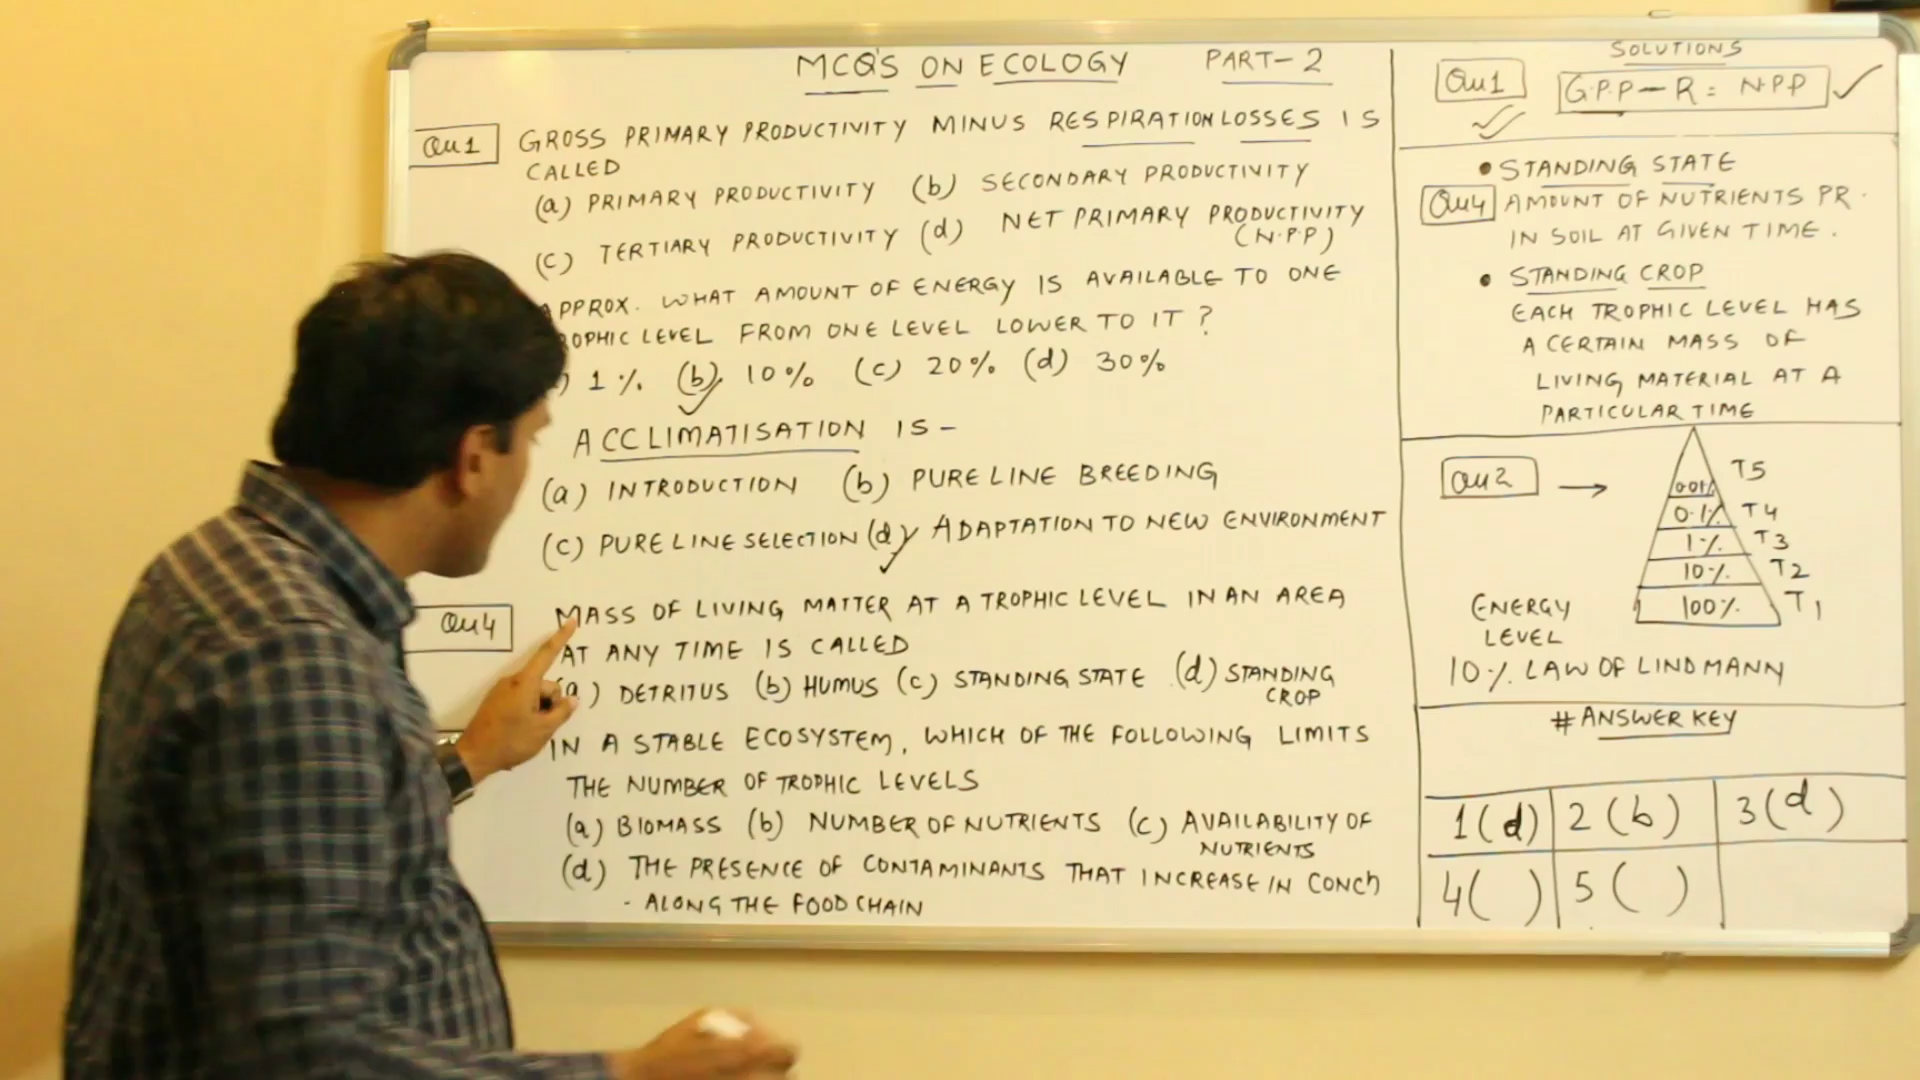 MCQ'S ON ECOLOGY PART-2
Qu1 GROSS PRIMARY PRODUCTIVITY MINUS RESPIRATION LOSSES IS
CALLED
(a) PRIMARY PRODUCTIVITY (b) SECONDARY PRODUCTIVITY
(c) TERTIARY PRODUCTIVITY (d) NET PRIMARY PRODUCTIVITY
(N.P.P)
APPROX. WHAT AMOUNT OF ENERGY IS AVAILABLE TO ONE
LEVEL FROM ONE LEVEL LOWER TO IT ?
1% (b) 10% (c) 20% (d) 30%
ACCLIMATISATION IS -
(a) INTRODUCTION (b) PURE LINE BREEDING
(c) PURE LINE SELECTION (d) ADAPTATION TO NEW ENVIRONMENT
Qu4 MASS OF LIVING MATTER AT A TROPHIC LEVEL IN AN AREA
AT ANY TIME IS CALLED
(a) DETRITUS (b) HUMUS (c) STANDING STATE (d) STANDING
CROP
IN A STABLE ECOSYSTEM, WHICH OF THE FOLLOWING LIMITS
THE NUMBER OF TROPHIC LEVELS
(a) BIOMASS (b) NUMBER OF NUTRIENTS (c) AVAILABILITY OF
NUTRIENTS
(d) THE PRESENCE OF CONTAMINANTS THAT INCREASE IN CONCn
- ALONG THE FOOD CHAIN
SOLUTIONS
Qu1 G.P.P - R = N.P.P
• STANDING STATE
Qu4 AMOUNT OF NUTRIENTS PR.
IN SOIL AT GIVEN TIME.
• STANDING CROP
EACH TROPHIC LEVEL HAS
A CERTAIN MASS OF
LIVING MATERIAL AT A
PARTICULAR TIME
Qu2 →
0.01% T5
0.1% T4
1% T3
10% T2
100% T1
ENERGY
LEVEL
10% LAW OF LINDMANN
# ANSWER KEY
1(d) 2(b) 3(d)
4( ) 5( )